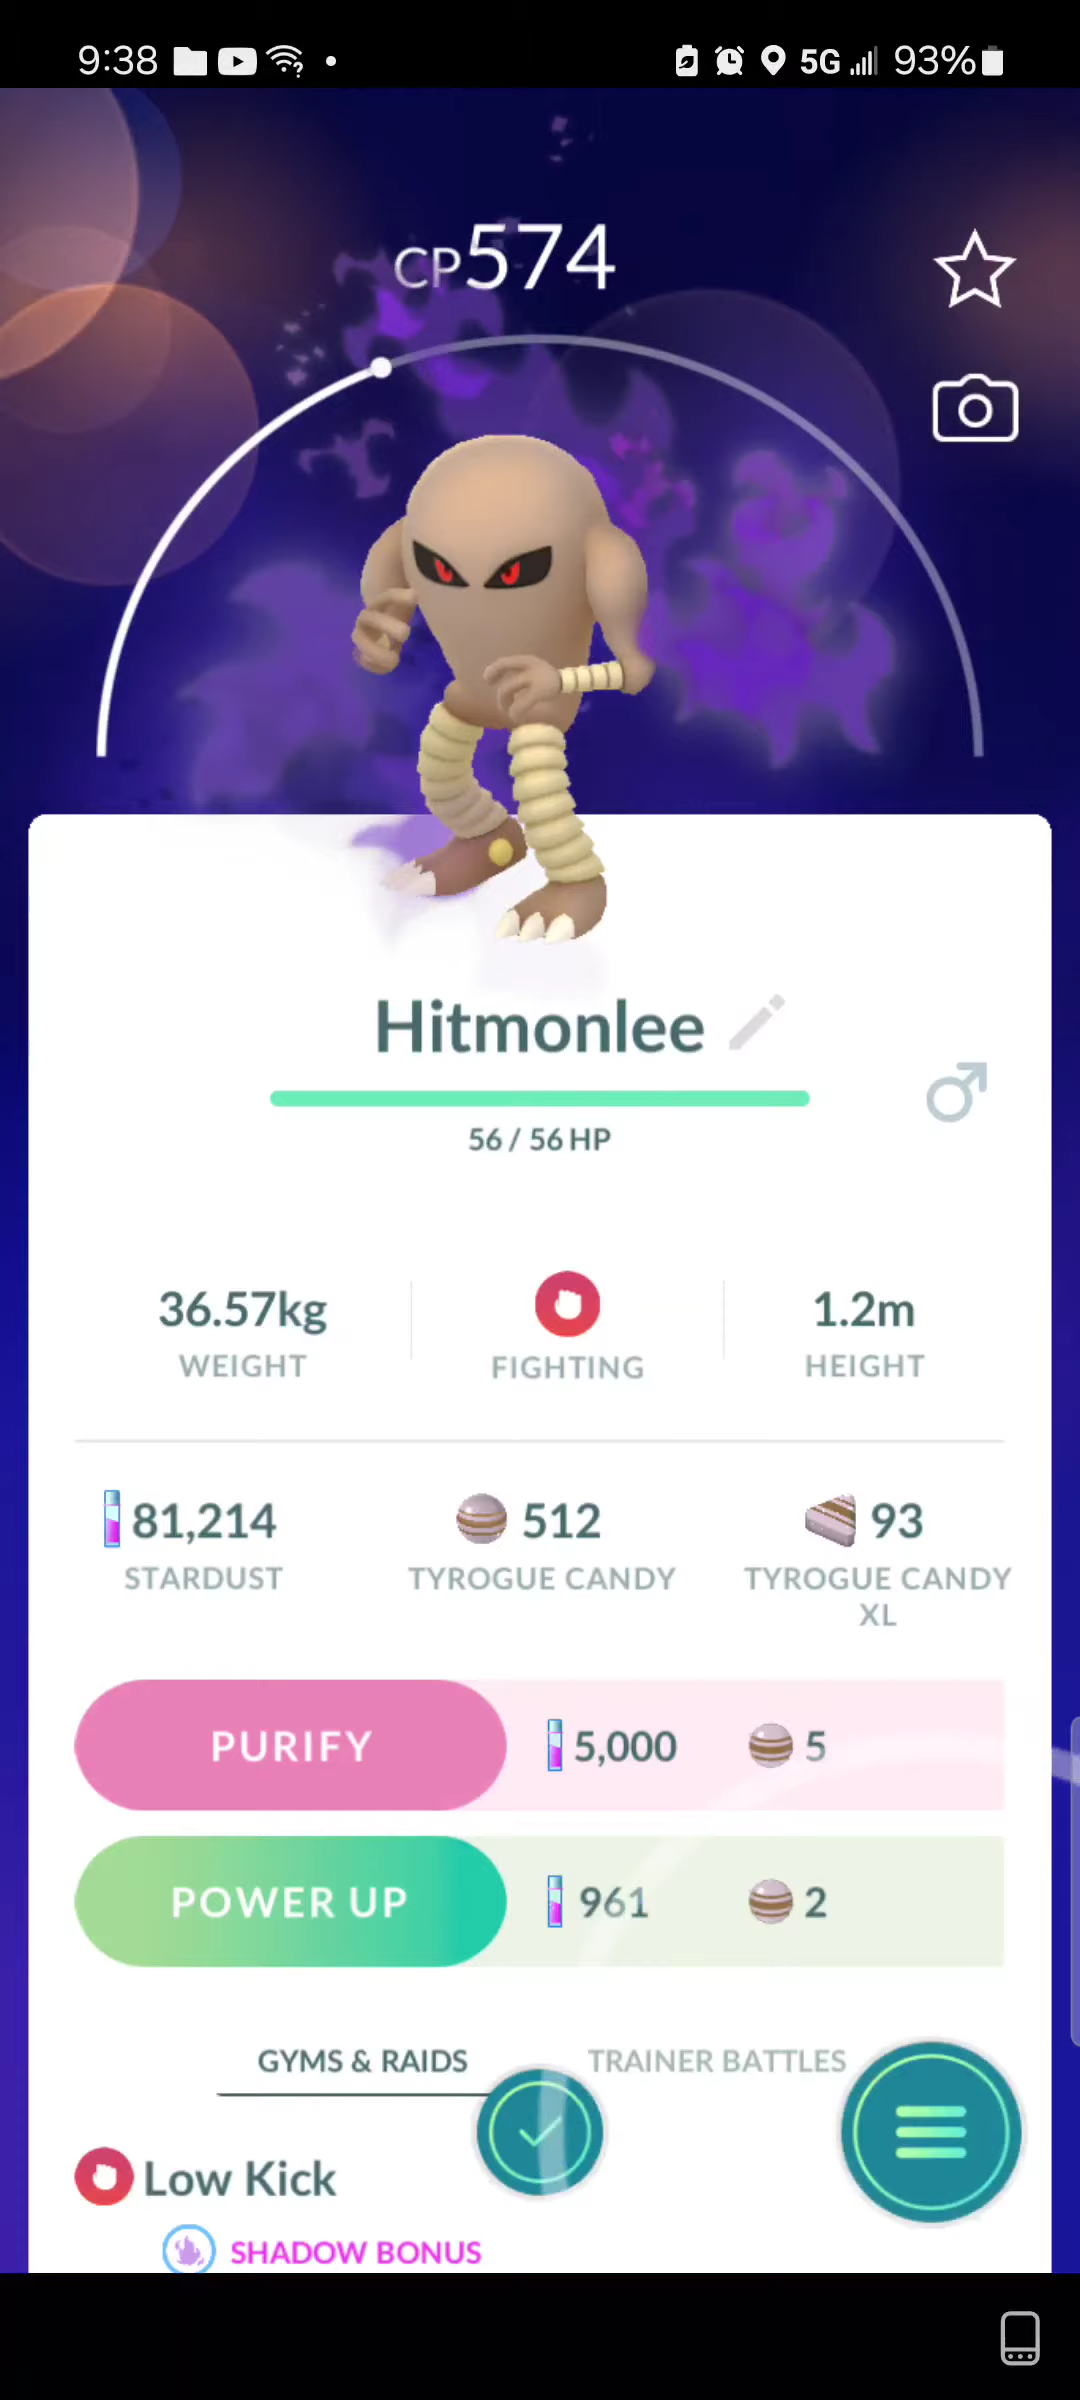 9:38 5G 93%
CP574
Hitmonlee
56 / 56 HP
36.57kg
WEIGHT
FIGHTING
1.2m
HEIGHT
81,214
STARDUST
512
TYROGUE CANDY
93
TYROGUE CANDY
XL
PURIFY 5,000 5
POWER UP 961 2
GYMS & RAIDS TRAINER BATTLES
Low Kick
SHADOW BONUS